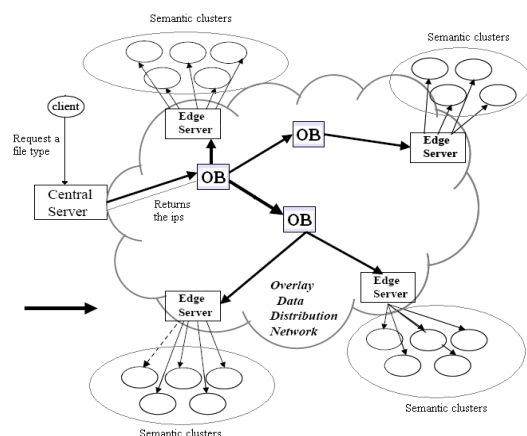 Semantic clusters
Semantic clusters
client
Request a
file type
Edge
Server
OB
Edge
Server
Central
Server
OB
Returns
the ips
OB
Edge
Server
Overlay
Data
Distribution
Network
Edge
Server
Semantic clusters
Semantic clusters